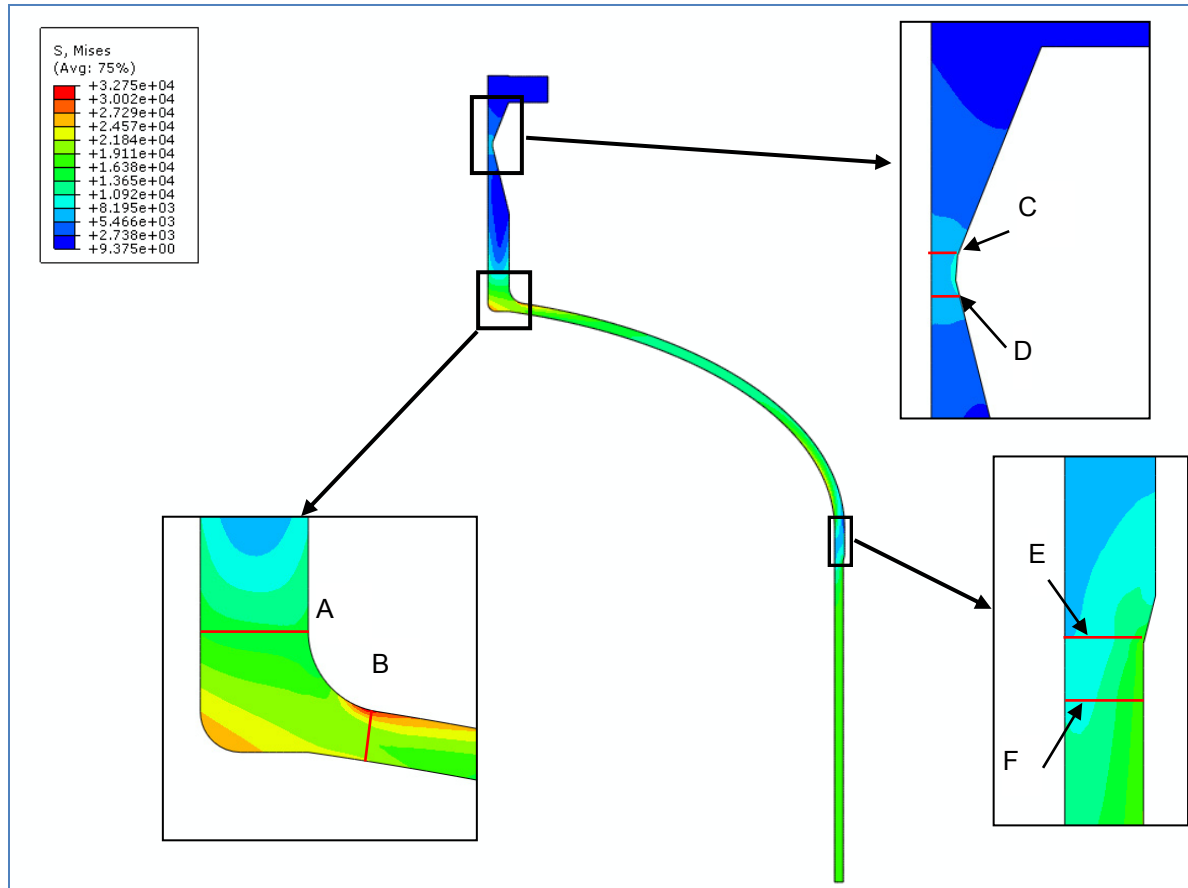 S, Mises
(Avg: 75%)
+3.275e+04
+3.002e+04
+2.729e+04
+2.457e+04
+2.184e+04
+1.911e+04
+1.638e+04
+1.365e+04
+1.092e+04
+8.195e+03
+5.466e+03
+2.738e+03
+9.375e+00
C
D
E
A
B
F